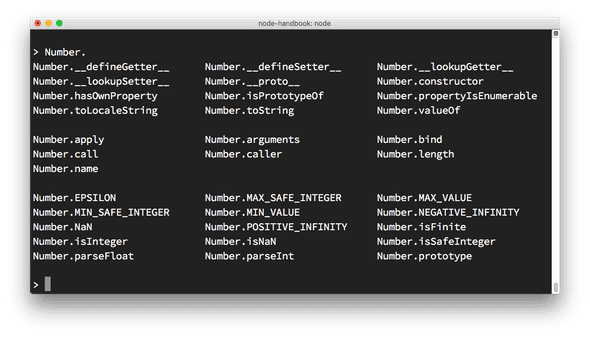 node-handbook: node
> Number.
Number.__defineGetter__ Number.__defineSetter__ Number.__lookupGetter__
Number.__lookupSetter__ Number.__proto__ Number.constructor
Number.hasOwnProperty Number.isPrototypeOf Number.propertyIsEnumerable
Number.toLocaleString Number.toString Number.valueOf
Number.apply Number.arguments Number.bind
Number.call Number.caller Number.length
Number.name
Number.EPSILON Number.MAX_SAFE_INTEGER Number.MAX_VALUE
Number.MIN_SAFE_INTEGER Number.MIN_VALUE Number.NEGATIVE_INFINITY
Number.NaN Number.POSITIVE_INFINITY Number.isFinite
Number.isInteger Number.isNaN Number.isSafeInteger
Number.parseFloat Number.parseInt Number.prototype
>